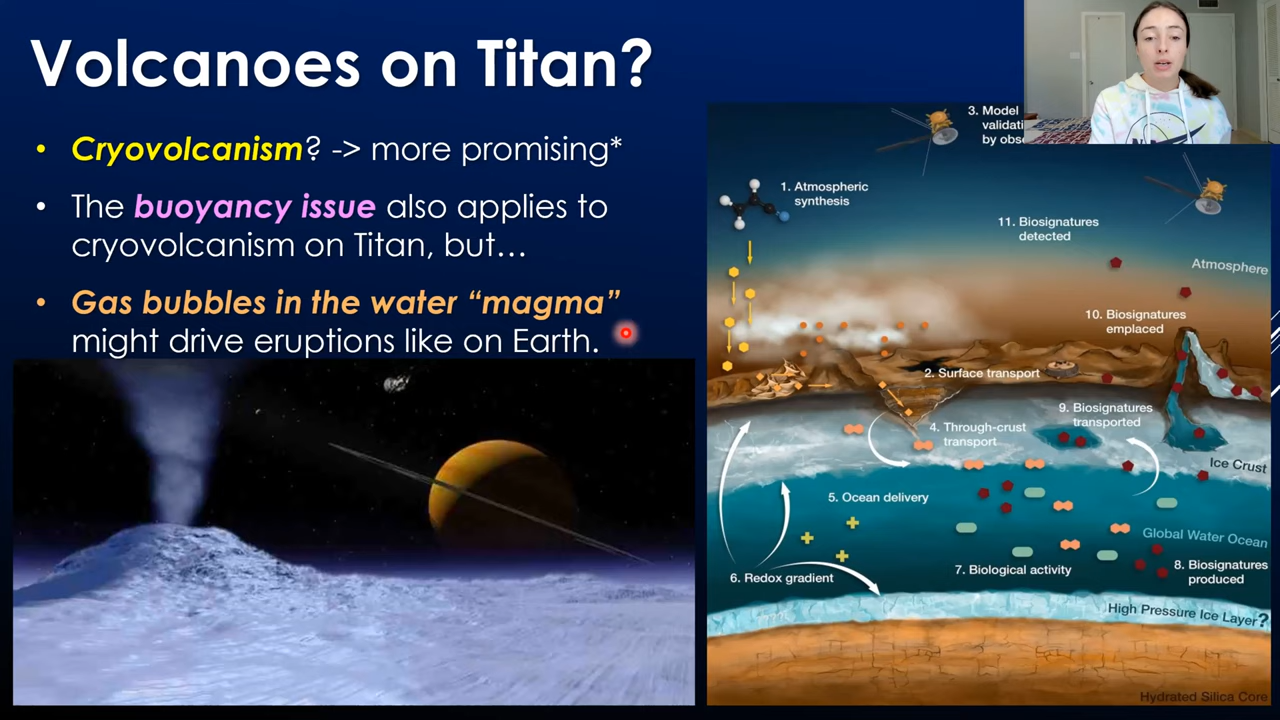 Volcanoes on Titan?
• Cryovolcanism? -> more promising*
• The buoyancy issue also applies to
cryovolcanism on Titan, but...
• Gas bubbles in the water “magma”
might drive eruptions like on Earth.
3. Model
by
1. Atmospheric
synthesis
11. Biosignatures
detected
Atmosphere
10. Biosignatures
emplaced
2. Surface transport
9. Biosignatures
transported
4. Through-crust
transport
Ice Crust
5. Ocean delivery
Global Water Ocean
6. Redox gradient
7. Biological activity
8. Biosignatures
produced
High Pressure Ice Layer?
Hydrated Silica Core